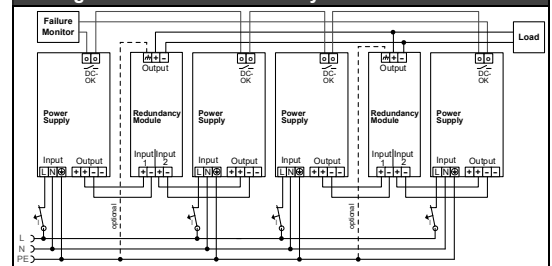 Failure
Monitor
Load
Output
Output
DC-
OK
DC-
OK
DC-
OK
DC-
OK
Power
Supply
Redundancy
Module
Power
Supply
Power
Supply
Redundancy
Module
Power
Supply
Input
Output
Input
1
Input
2
Input
Output
Input
Output
Input
1
Input
2
Input
Output
L N
+ + - -
+ - + -
L N
+ + - -
L N
+ + - -
+ - + -
L N
+ + - -
optional
optional
L
N
PE